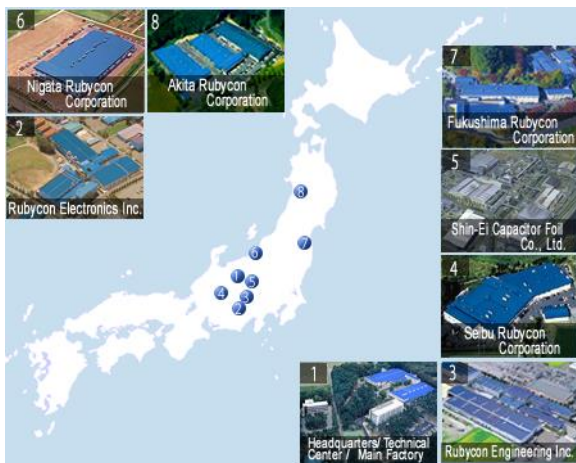 6
Nigata Rubycon
Corporation
8
Akita Rubycon
Corporation
7
Fukushima Rubycon
Corporation
2
Rubycon Electronics Inc.
5
Shin-Ei Capacitor Foil
Co., Ltd.
4
Seibu Rubycon
Corporation
1
Headquarters/ Technical
Center / Main Factory
3
Rubycon Engineering Inc.
8
7
6
1
5
4
3
2